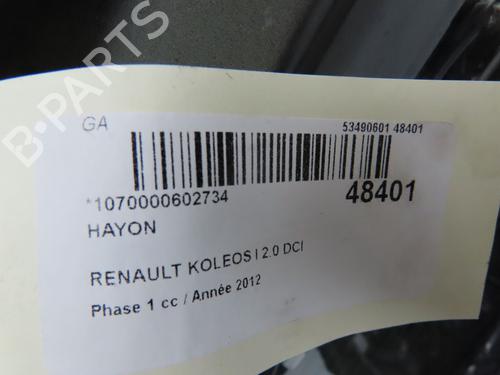 B-PARTS
GA
53490601 48401
*1070000602734
48401
HAYON
RENAULT KOLEOS I 2.0 DCI
Phase 1 cc / Année 2012